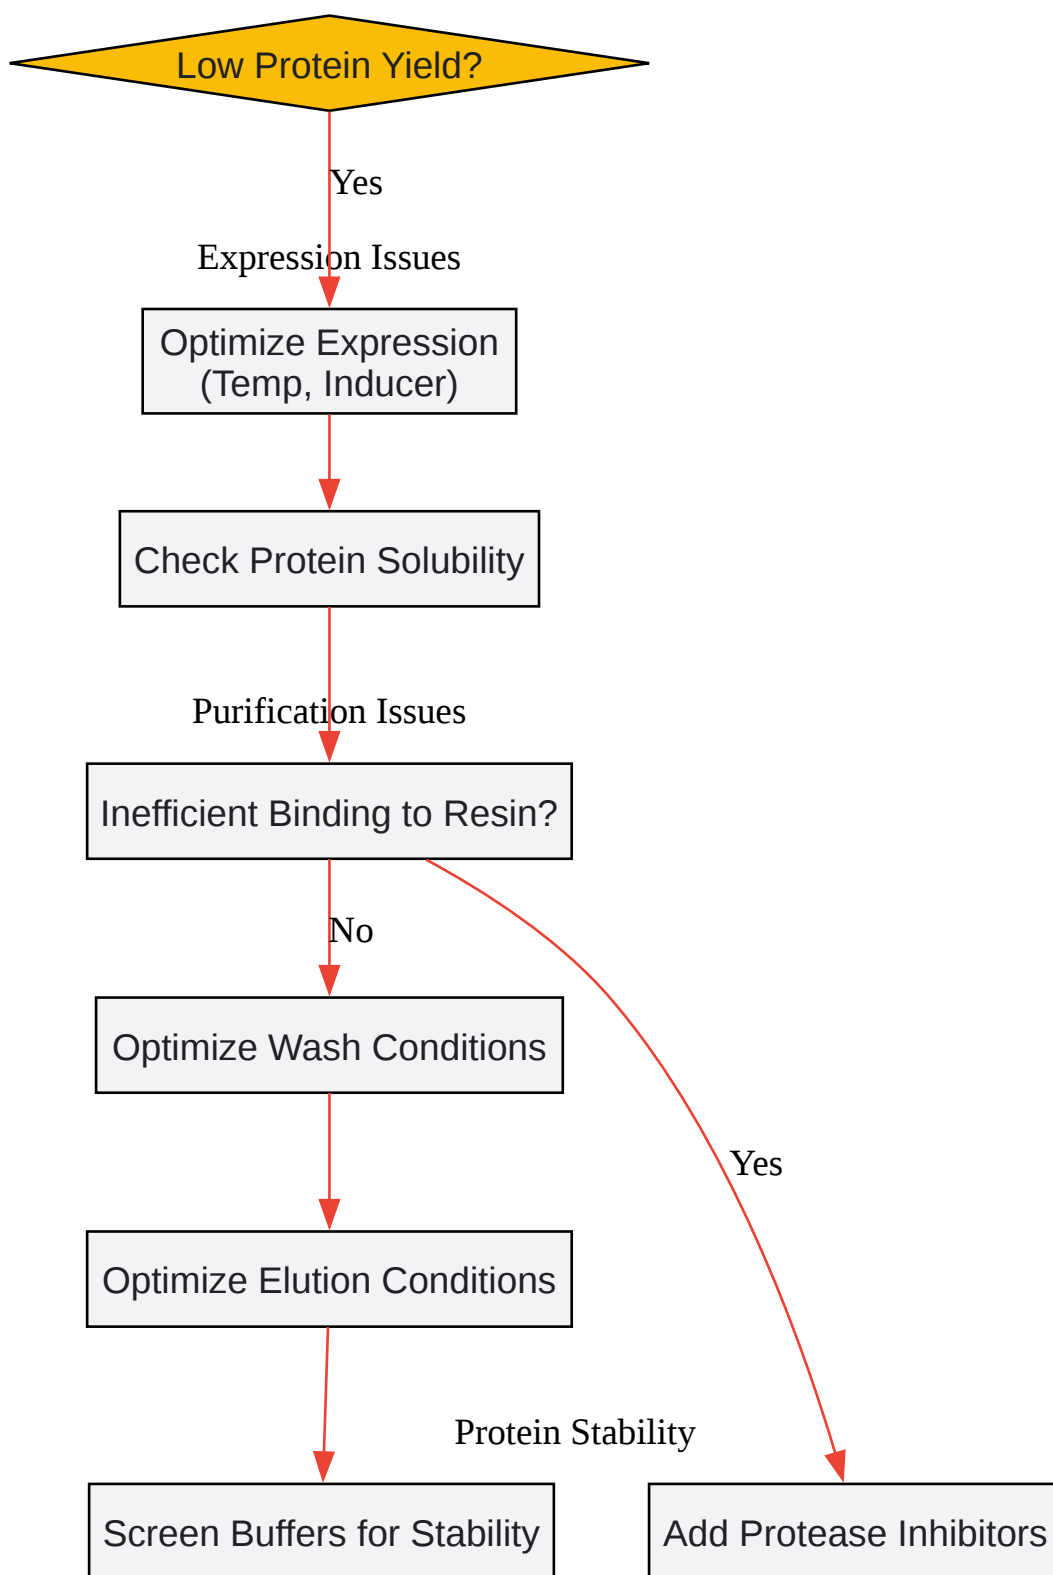 Low Protein Yield?
Yes
Expression Issues
Optimize Expression
(Temp, Inducer)
Check Protein Solubility
Purification Issues
Inefficient Binding to Resin?
No
Optimize Wash Conditions
Yes
Optimize Elution Conditions
Protein Stability
Screen Buffers for Stability
Add Protease Inhibitors